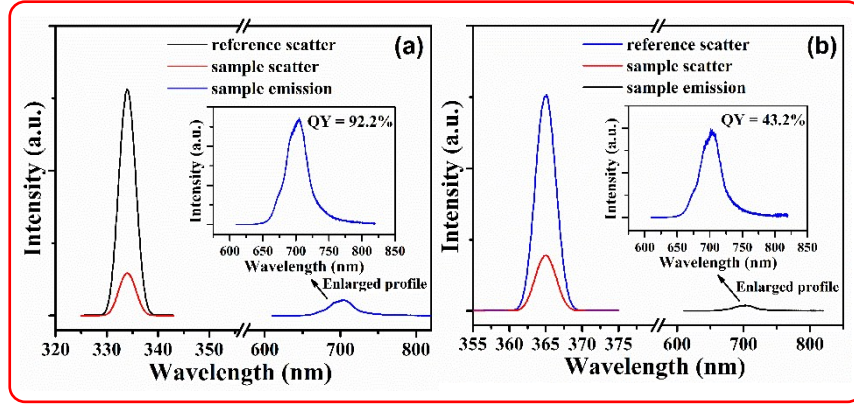 (a)
reference scatter
sample scatter
sample emission
QY = 92.2%
600 650 700 750 800 850
Wavelength (nm)
Enlarged profile
Intensity (a.u.)
320 330 340 350 600 700 800
Wavelength (nm)
(b)
reference scatter
sample scatter
sample emission
QY = 43.2%
Intensity (a.u.)
600 650 700 750 800 850
Wavelength (nm)
Enlarged profile
Intensity (a.u.)
355 360 365 370 375 600 700 800
Wavelength (nm)